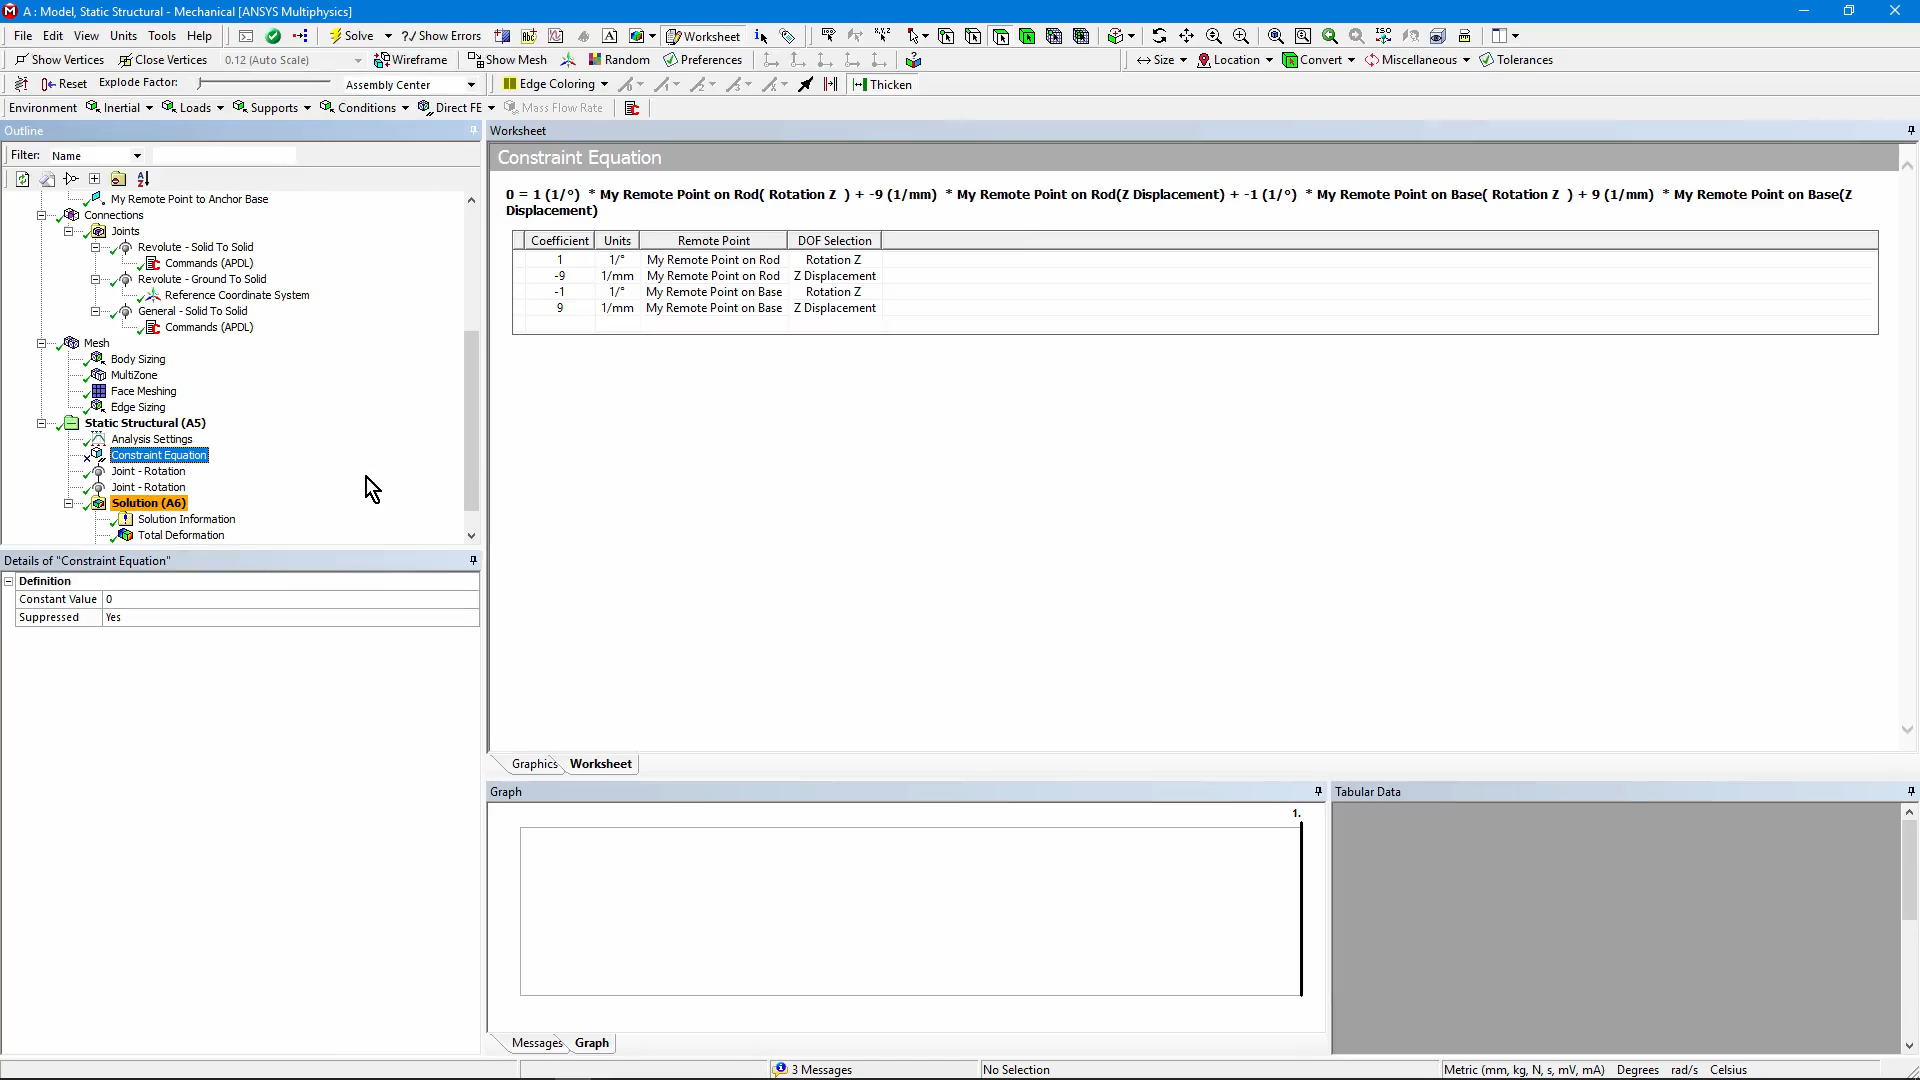 A : Model, Static Structural - Mechanical [ANSYS Multiphysics]
File Edit View Units Tools Help Solve ?/ Show Errors Worksheet
Show Vertices Close Vertices 0.12 (Auto Scale) Wireframe Show Mesh Random Preferences Size Location Convert Miscellaneous Tolerances
Reset Explode Factor: Assembly Center Edge Coloring Thicken
Environment Inertial Loads Supports Conditions Direct FE Mass Flow Rate
Outline
Filter: Name
My Remote Point to Anchor Base
Connections
Joints
Revolute - Solid To Solid
Commands (APDL)
Revolute - Ground To Solid
Reference Coordinate System
General - Solid To Solid
Commands (APDL)
Mesh
Body Sizing
MultiZone
Face Meshing
Edge Sizing
Static Structural (A5)
Analysis Settings
Constraint Equation
Joint - Rotation
Joint - Rotation
Solution (A6)
Solution Information
Total Deformation
Details of "Constraint Equation"
Definition
Constant Value 0
Suppressed Yes
Worksheet
Constraint Equation
0 = 1 (1/°) * My Remote Point on Rod( Rotation Z ) + -9 (1/mm) * My Remote Point on Rod(Z Displacement) + -1 (1/°) * My Remote Point on Base( Rotation Z ) + 9 (1/mm) * My Remote Point on Base(Z
Displacement)
Coefficient Units Remote Point DOF Selection
1 1/° My Remote Point on Rod Rotation Z
-9 1/mm My Remote Point on Rod Z Displacement
-1 1/° My Remote Point on Base Rotation Z
9 1/mm My Remote Point on Base Z Displacement
Graphics Worksheet
Graph
1.
Messages Graph
Tabular Data
3 Messages No Selection Metric (mm, kg, N, s, mV, mA) Degrees rad/s Celsius